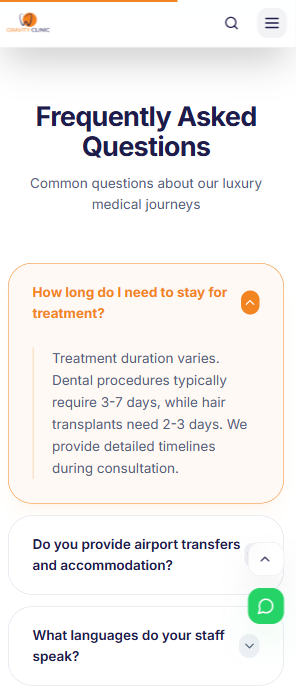 GRAVITY CLINIC
Frequently Asked
Questions
Common questions about our luxury
medical journeys
How long do I need to stay for
treatment?
Treatment duration varies.
Dental procedures typically
require 3-7 days, while hair
transplants need 2-3 days. We
provide detailed timelines
during consultation.
Do you provide airport transfers
and accommodation?
What languages do your staff
speak?